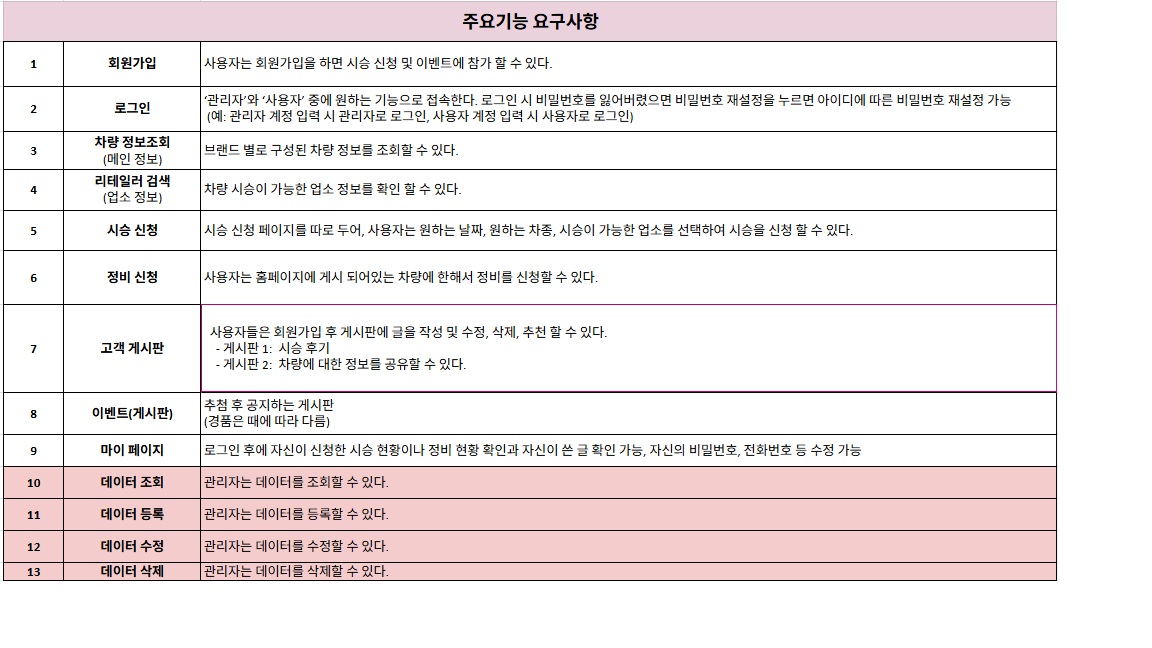 주요기능 요구사항
1 회원가입 사용자는 회원가입을 하면 시승 신청 및 이벤트에 참가 할 수 있다.
2 로그인 ‘관리자’와 ‘사용자’ 중에 원하는 기능으로 접속한다. 로그인 시 비밀번호를 잃어버렸으면 비밀번호 재설정을 누르면 아이디에 따른 비밀번호 재설정 가능
(예: 관리자 계정 입력 시 관리자로 로그인, 사용자 계정 입력 시 사용자로 로그인)
3 차량 정보조회
(메인 정보) 브랜드 별로 구성된 차량 정보를 조회할 수 있다.
4 리테일러 검색
(업소 정보) 차량 시승이 가능한 업소 정보를 확인 할 수 있다.
5 시승 신청 시승 신청 페이지를 따로 두어, 사용자는 원하는 날짜, 원하는 차종, 시승이 가능한 업소를 선택하여 시승을 신청 할 수 있다.
6 정비 신청 사용자는 홈페이지에 게시 되어있는 차량에 한해서 정비를 신청할 수 있다.
7 고객 게시판 사용자들은 회원가입 후 게시판에 글을 작성 및 수정, 삭제, 추천 할 수 있다.
- 게시판 1: 시승 후기
- 게시판 2: 차량에 대한 정보를 공유할 수 있다.
8 이벤트(게시판) 추첨 후 공지하는 게시판
(경품은 때에 따라 다름)
9 마이 페이지 로그인 후에 자신이 신청한 시승 현황이나 정비 현황 확인과 자신이 쓴 글 확인 가능, 자신의 비밀번호, 전화번호 등 수정 가능
10 데이터 조회 관리자는 데이터를 조회할 수 있다.
11 데이터 등록 관리자는 데이터를 등록할 수 있다.
12 데이터 수정 관리자는 데이터를 수정할 수 있다.
13 데이터 삭제 관리자는 데이터를 삭제할 수 있다.